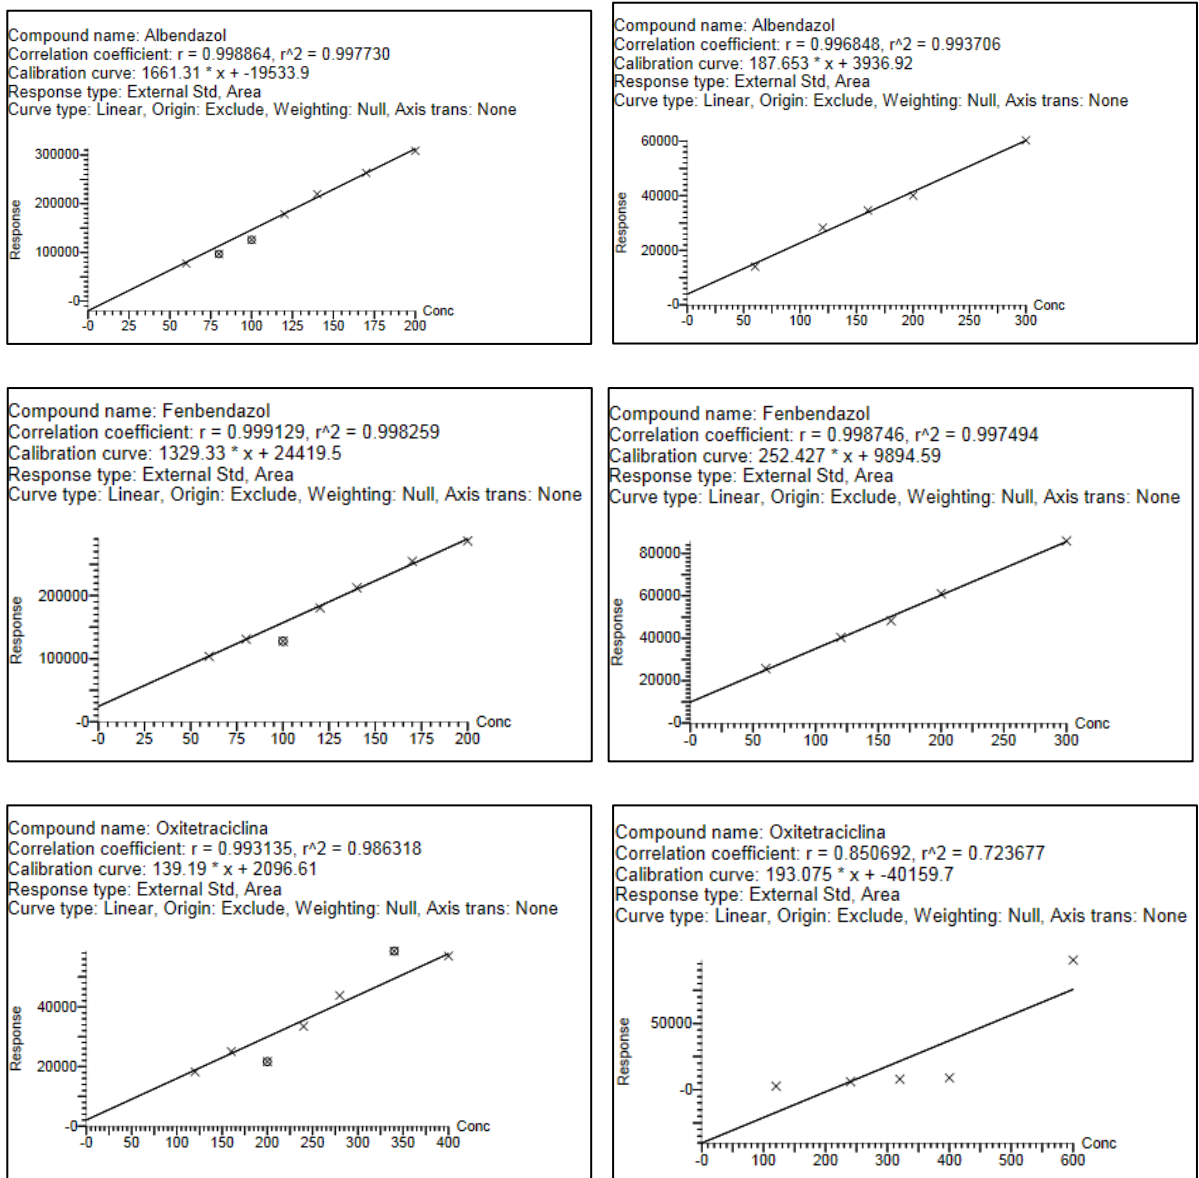 Compound name: Albendazol
Correlation coefficient: r = 0.998864, r^2 = 0.997730
Calibration curve: 1661.31 * x + -19533.9
Response type: External Std, Area
Curve type: Linear, Origin: Exclude, Weighting: Null, Axis trans: None
300000
200000
100000
-0
Response
-0 25 50 75 100 125 150 175 200
Conc
Compound name: Albendazol
Correlation coefficient: r = 0.996848, r^2 = 0.993706
Calibration curve: 187.653 * x + 3936.92
Response type: External Std, Area
Curve type: Linear, Origin: Exclude, Weighting: Null, Axis trans: None
60000
40000
20000
-0
Response
-0 50 100 150 200 250 300
Conc
Compound name: Fenbendazol
Correlation coefficient: r = 0.999129, r^2 = 0.998259
Calibration curve: 1329.33 * x + 24419.5
Response type: External Std, Area
Curve type: Linear, Origin: Exclude, Weighting: Null, Axis trans: None
200000
100000
-0
Response
-0 25 50 75 100 125 150 175 200
Conc
Compound name: Fenbendazol
Correlation coefficient: r = 0.998746, r^2 = 0.997494
Calibration curve: 252.427 * x + 9894.59
Response type: External Std, Area
Curve type: Linear, Origin: Exclude, Weighting: Null, Axis trans: None
80000
60000
40000
20000
-0
Response
-0 50 100 150 200 250 300
Conc
Compound name: Oxitetraciclina
Correlation coefficient: r = 0.993135, r^2 = 0.986318
Calibration curve: 139.19 * x + 2096.61
Response type: External Std, Area
Curve type: Linear, Origin: Exclude, Weighting: Null, Axis trans: None
40000
20000
-0
Response
-0 50 100 150 200 250 300 350 400
Conc
Compound name: Oxitetraciclina
Correlation coefficient: r = 0.850692, r^2 = 0.723677
Calibration curve: 193.075 * x + -40159.7
Response type: External Std, Area
Curve type: Linear, Origin: Exclude, Weighting: Null, Axis trans: None
50000
-0
Response
-0 100 200 300 400 500 600
Conc